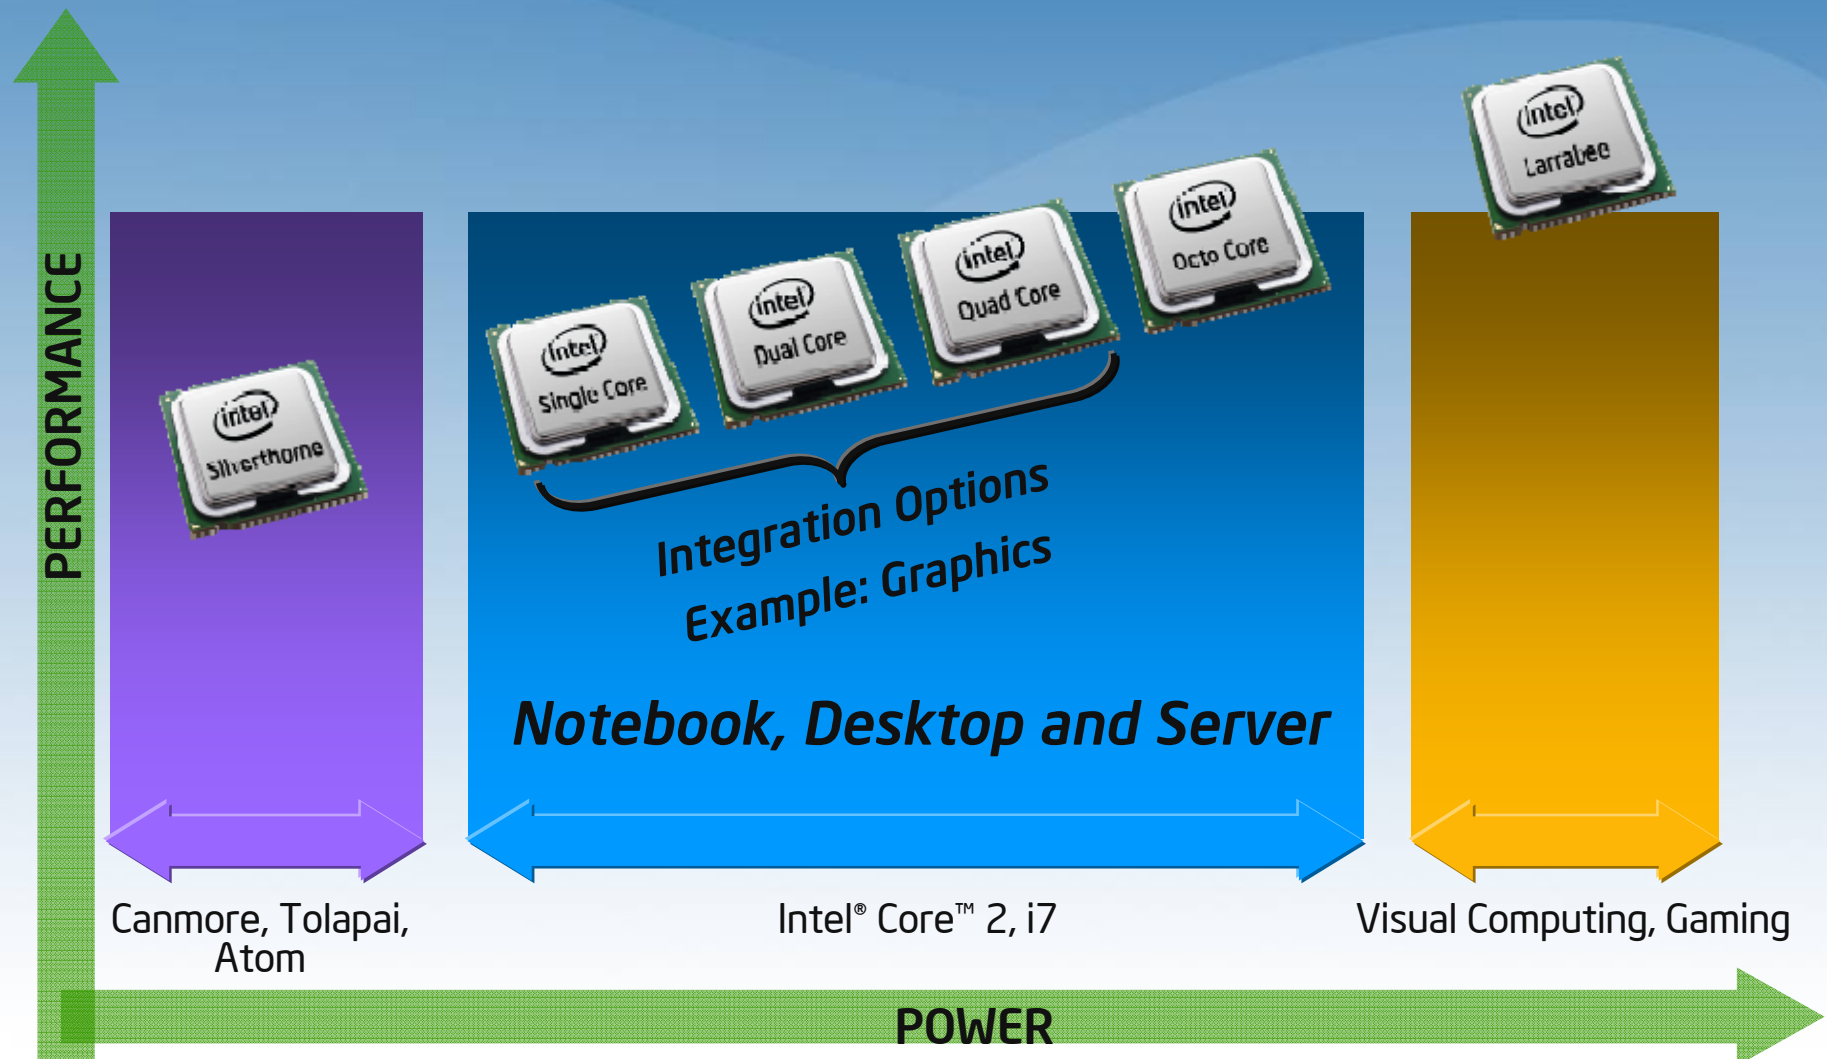 PERFORMANCE
intel
Silverthorne
intel
Single Core
intel
Dual Core
intel
Quad Core
intel
Octo Core
intel
Larrabee
Integration Options
Example: Graphics
Notebook, Desktop and Server
Canmore, Tolapai,
Atom
Intel® Core™ 2, i7
Visual Computing, Gaming
POWER